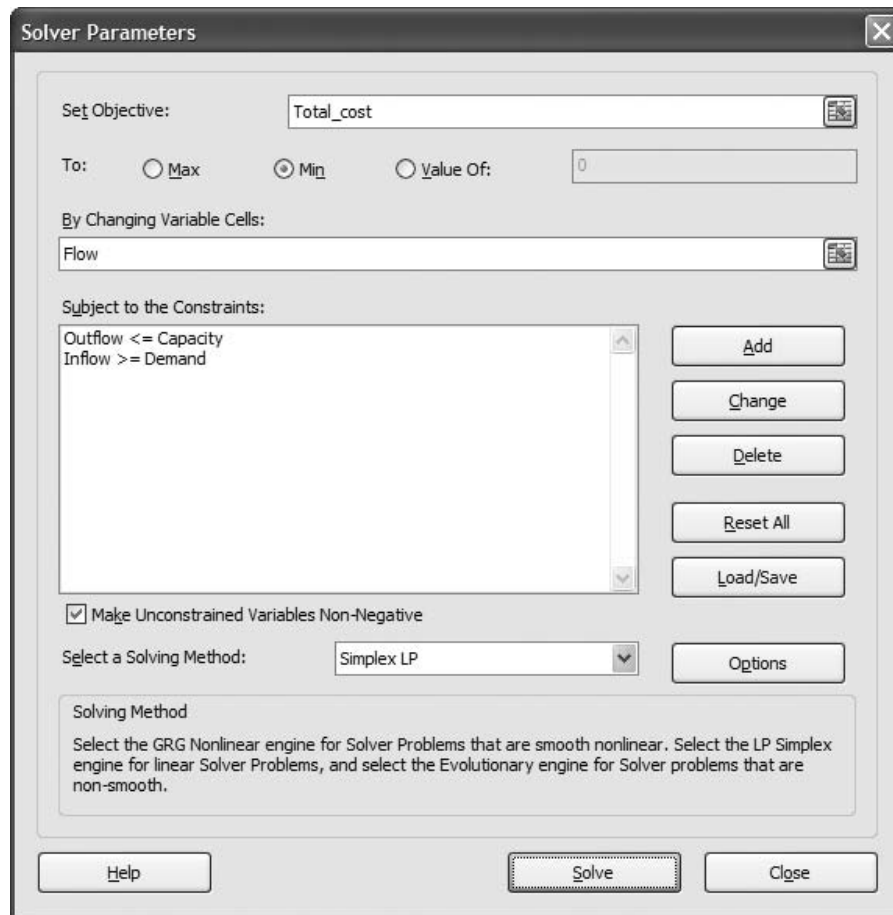 Solver Parameters
Set Objective:
Total_cost
To:
Max
Min
Value Of:
0
By Changing Variable Cells:
Flow
Subject to the Constraints:
Outflow <= Capacity
Inflow >= Demand
Add
Change
Delete
Reset All
Load/Save
Make Unconstrained Variables Non-Negative
Select a Solving Method:
Simplex LP
Options
Solving Method
Select the GRG Nonlinear engine for Solver Problems that are smooth nonlinear. Select the LP Simplex
engine for linear Solver Problems, and select the Evolutionary engine for Solver problems that are
non-smooth.
Help
Solve
Close